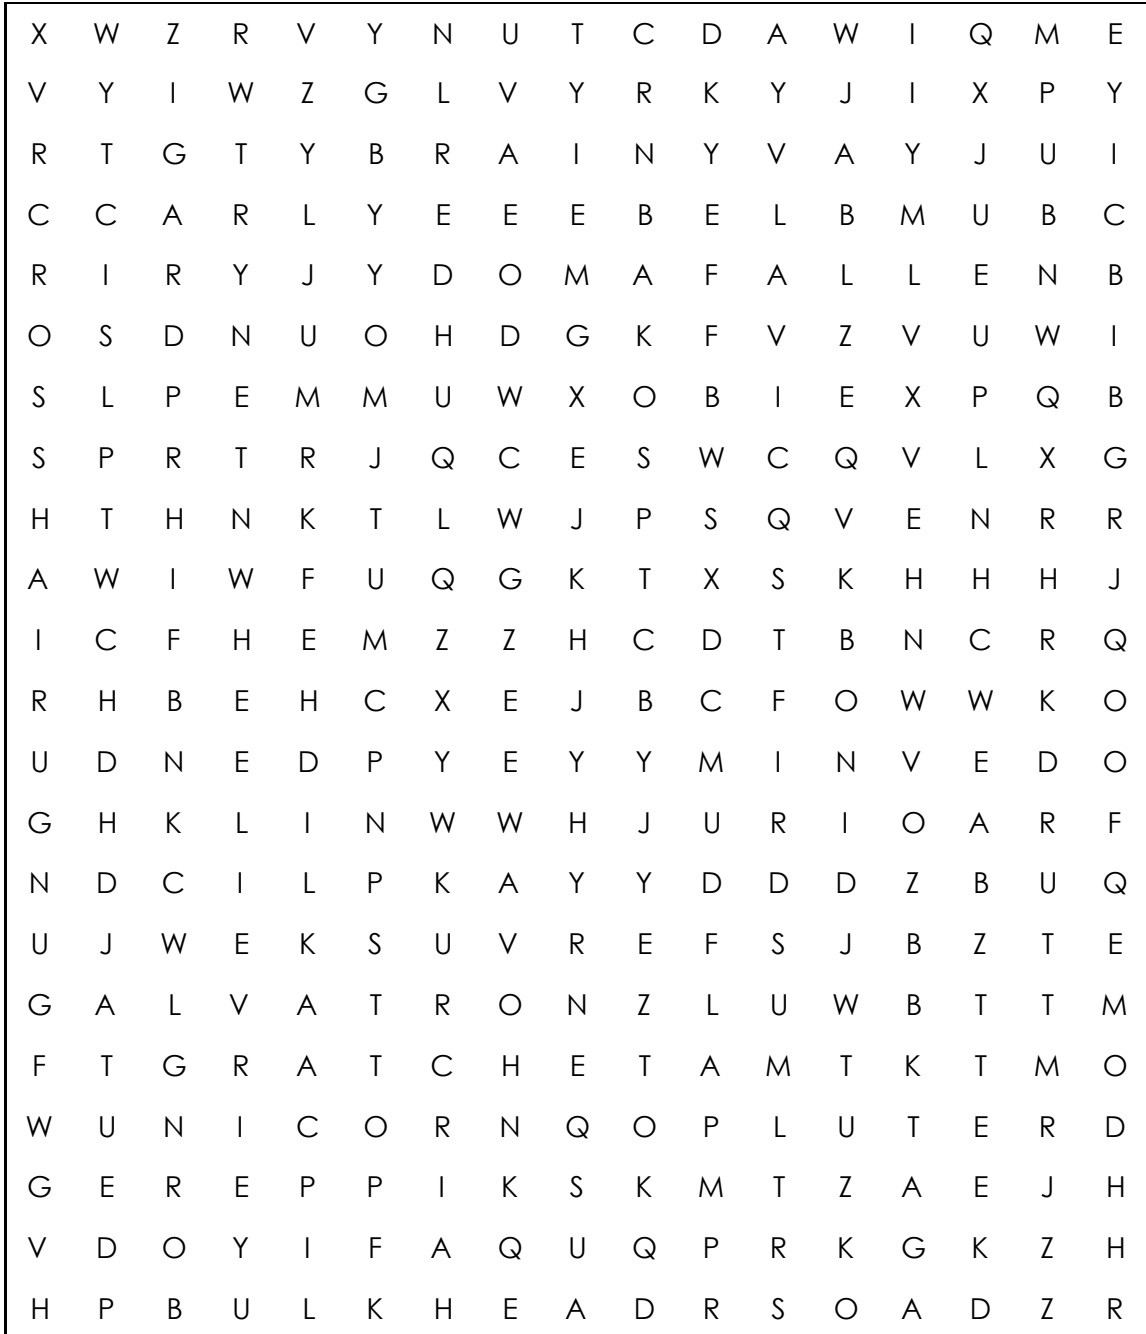 X W Z R V Y N U T C D A W I Q M E
V Y I W Z G L V Y R K Y J I X P Y
R T G T Y B R A I N Y V A Y J U I
C C A R L Y E E E B E L B M U B C
R I R Y J Y D O M A F A L L E N B
O S D N U O H D G K F V Z V U W I
S L P E M M U W X O B I E X P Q B
S P R T R J Q C E S W C Q V L X G
H T H N K T L W J P S Q V E N R R
A W I W F U Q G K T X S K H H H J
I C F H E M Z Z H C D T B N C R Q
R H B E H C X E J B C F O W W K O
U D N E D P Y E Y Y M I N V E D O
G H K L I N W W H J U R I O A R F
N D C I L P K A Y Y D D D Z B U Q
U J W E K S U V R E F S J B Z T E
G A L V A T R O N Z L U W B T T M
F T G R A T C H E T A M T K T M O
W U N I C O R N Q O P L U T E R D
G E R E P P I K S K M T Z A E J H
V D O Y I F A Q U Q P R K G K Z H
H P B U L K H E A D R S O A D Z R